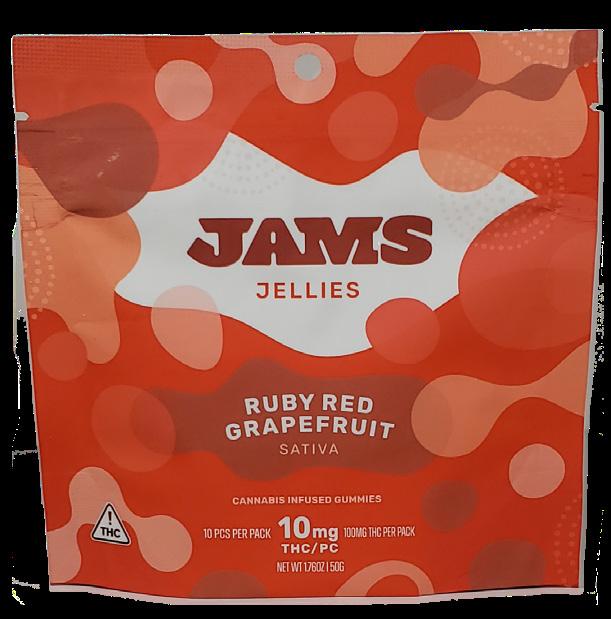 JAMS
JELLIES
RUBY RED
GRAPEFRUIT
SATIVA
CANNABIS INFUSED GUMMIES
10 PCS PER PACK 10mg 100MG THC PER PACK
THC/PC
NET WT 1.76OZ | 50G
!
THC